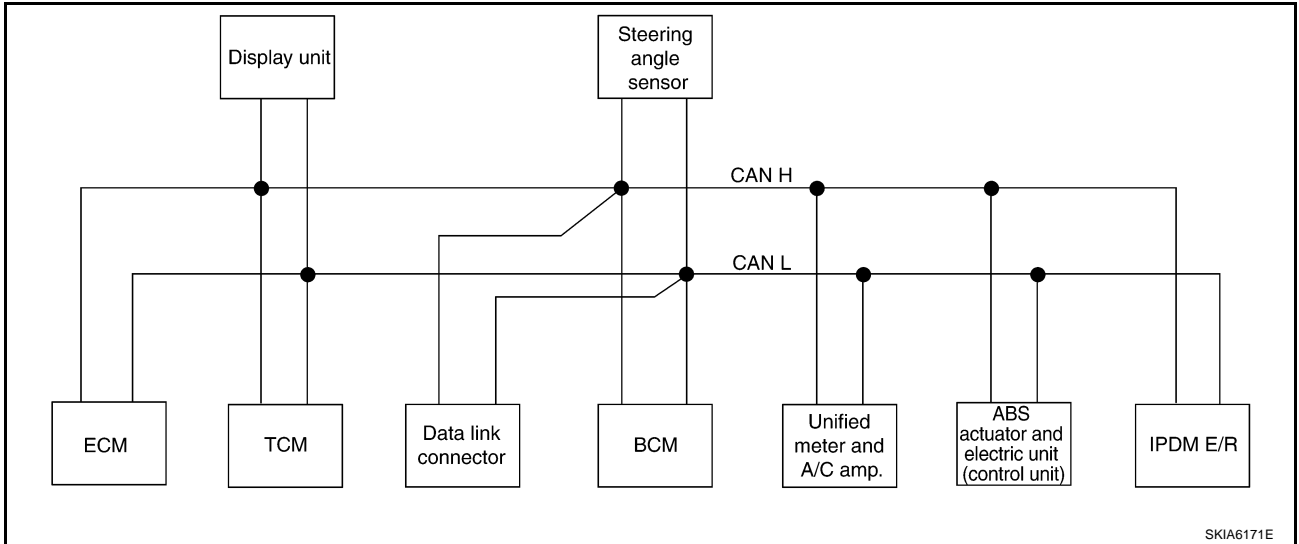 Display unit
Steering
angle
sensor
CAN H
CAN L
ECM
TCM
Data link
connector
BCM
Unified
meter and
A/C amp.
ABS
actuator and
electric unit
(control unit)
IPDM E/R
SKIA6171E